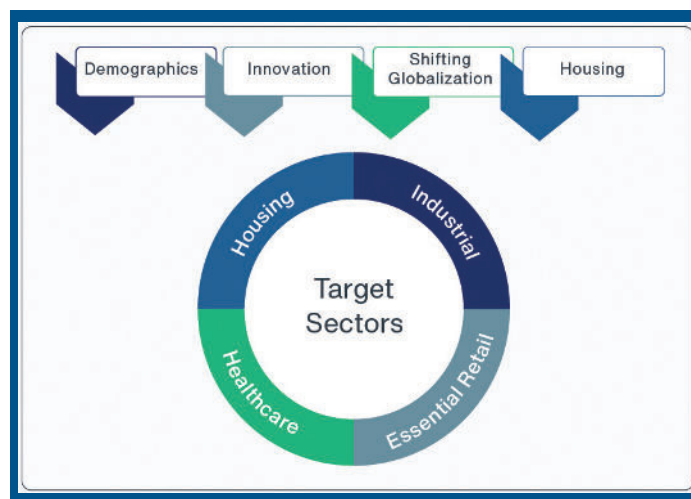 Demographics
Innovation
Shifting
Globalization
Housing
Housing
Industrial
Target
Sectors
Healthcare
Essential Retail